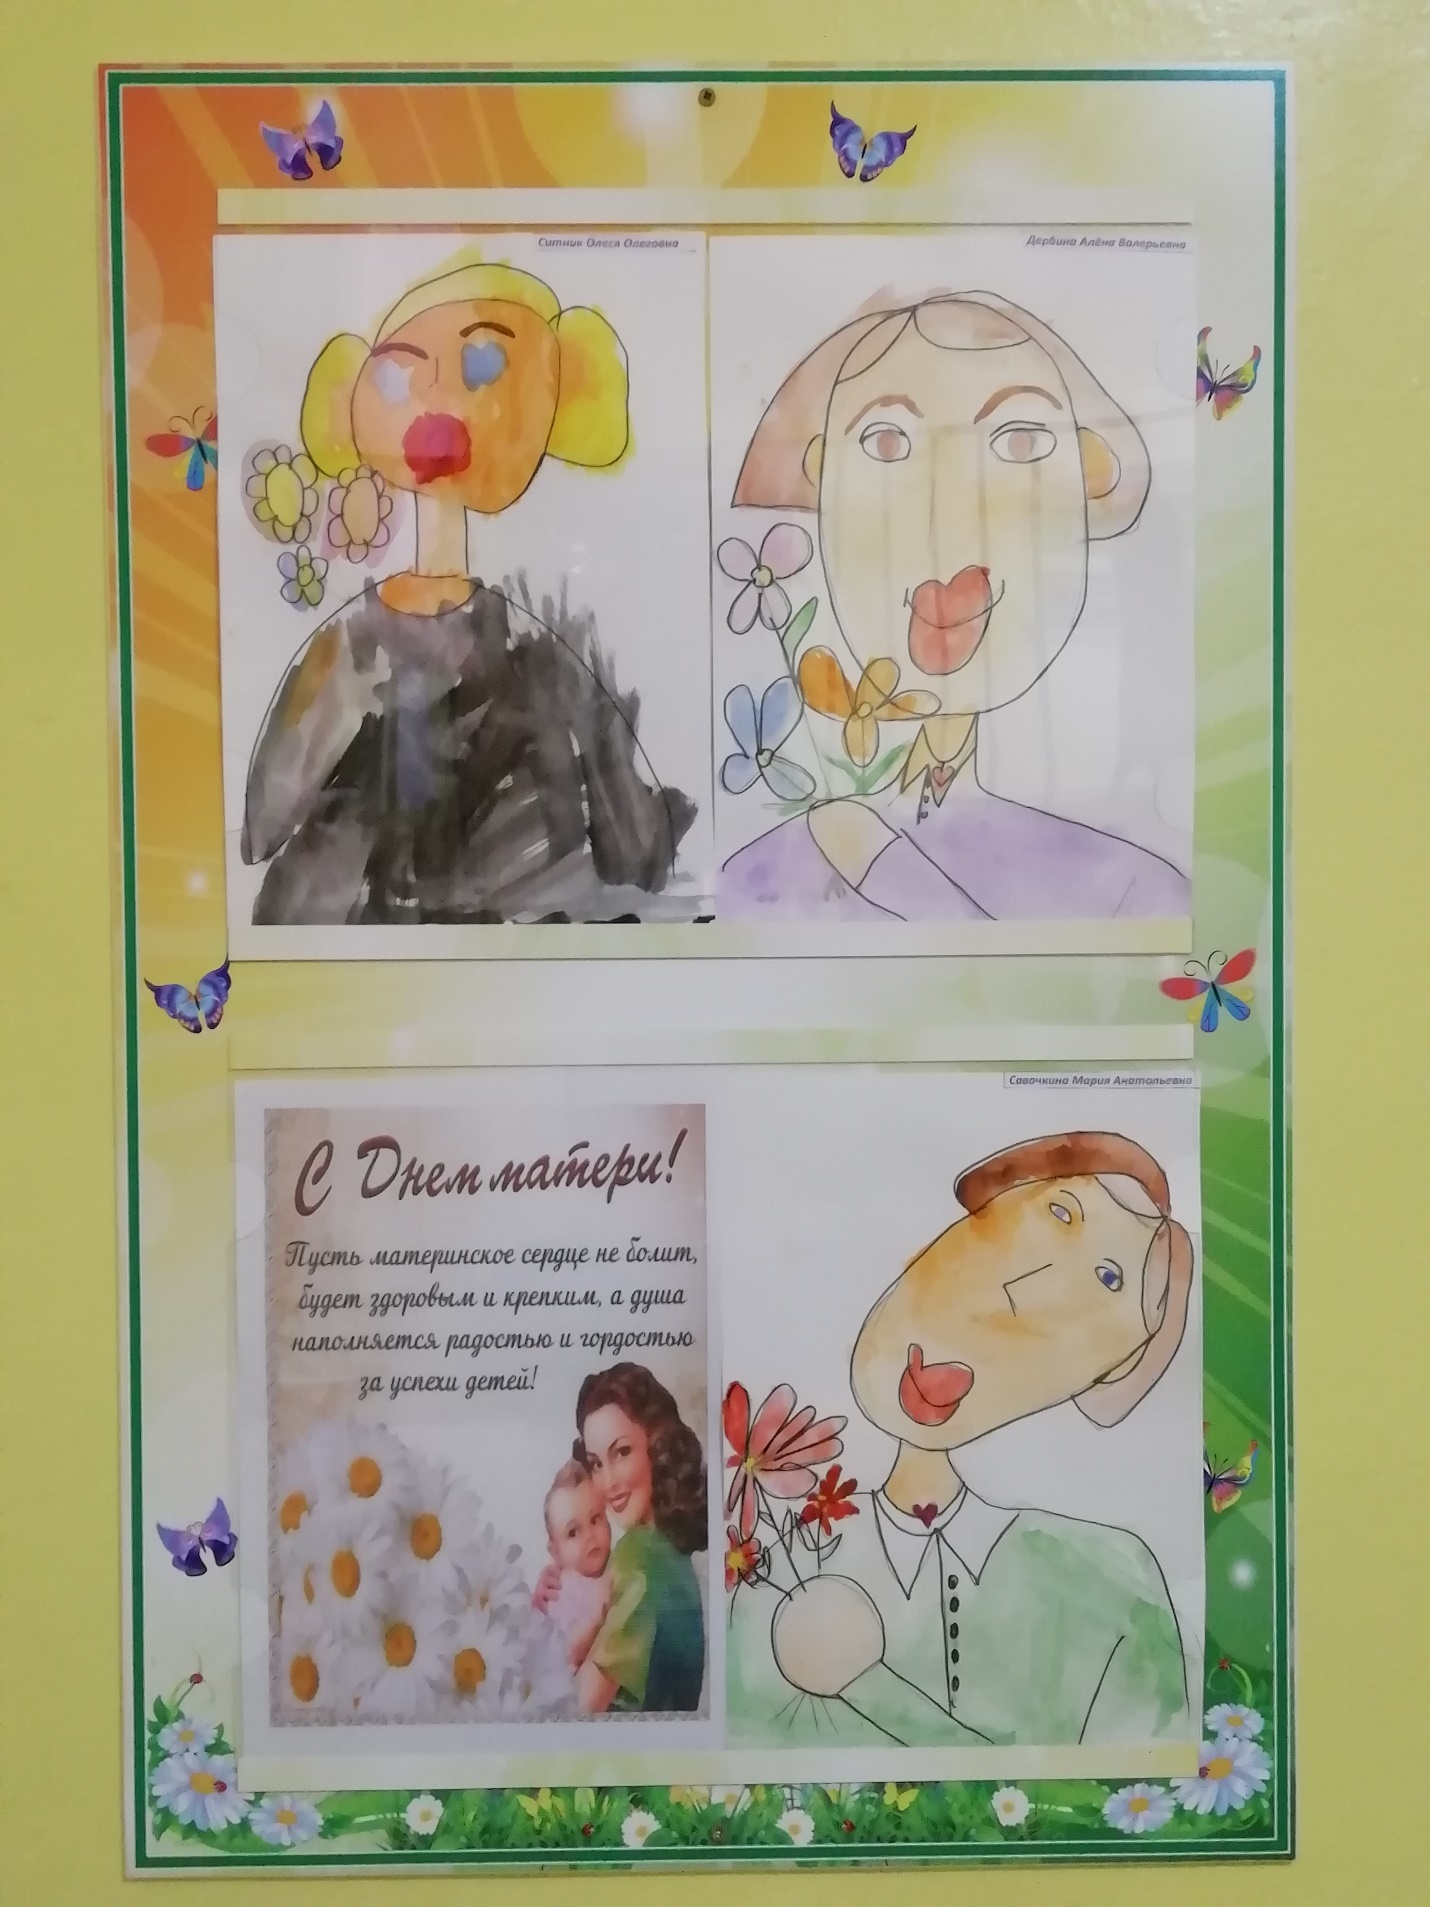 Ситник Олеся Олеговна
Дербина Алёна Валерьевна
С Днем матери!
Пусть материнское сердце не болит,
будет здоровым и крепким, а душа
наполняется радостью и гордостью
за успехи детей!
Савочкина Мария Анатольевна